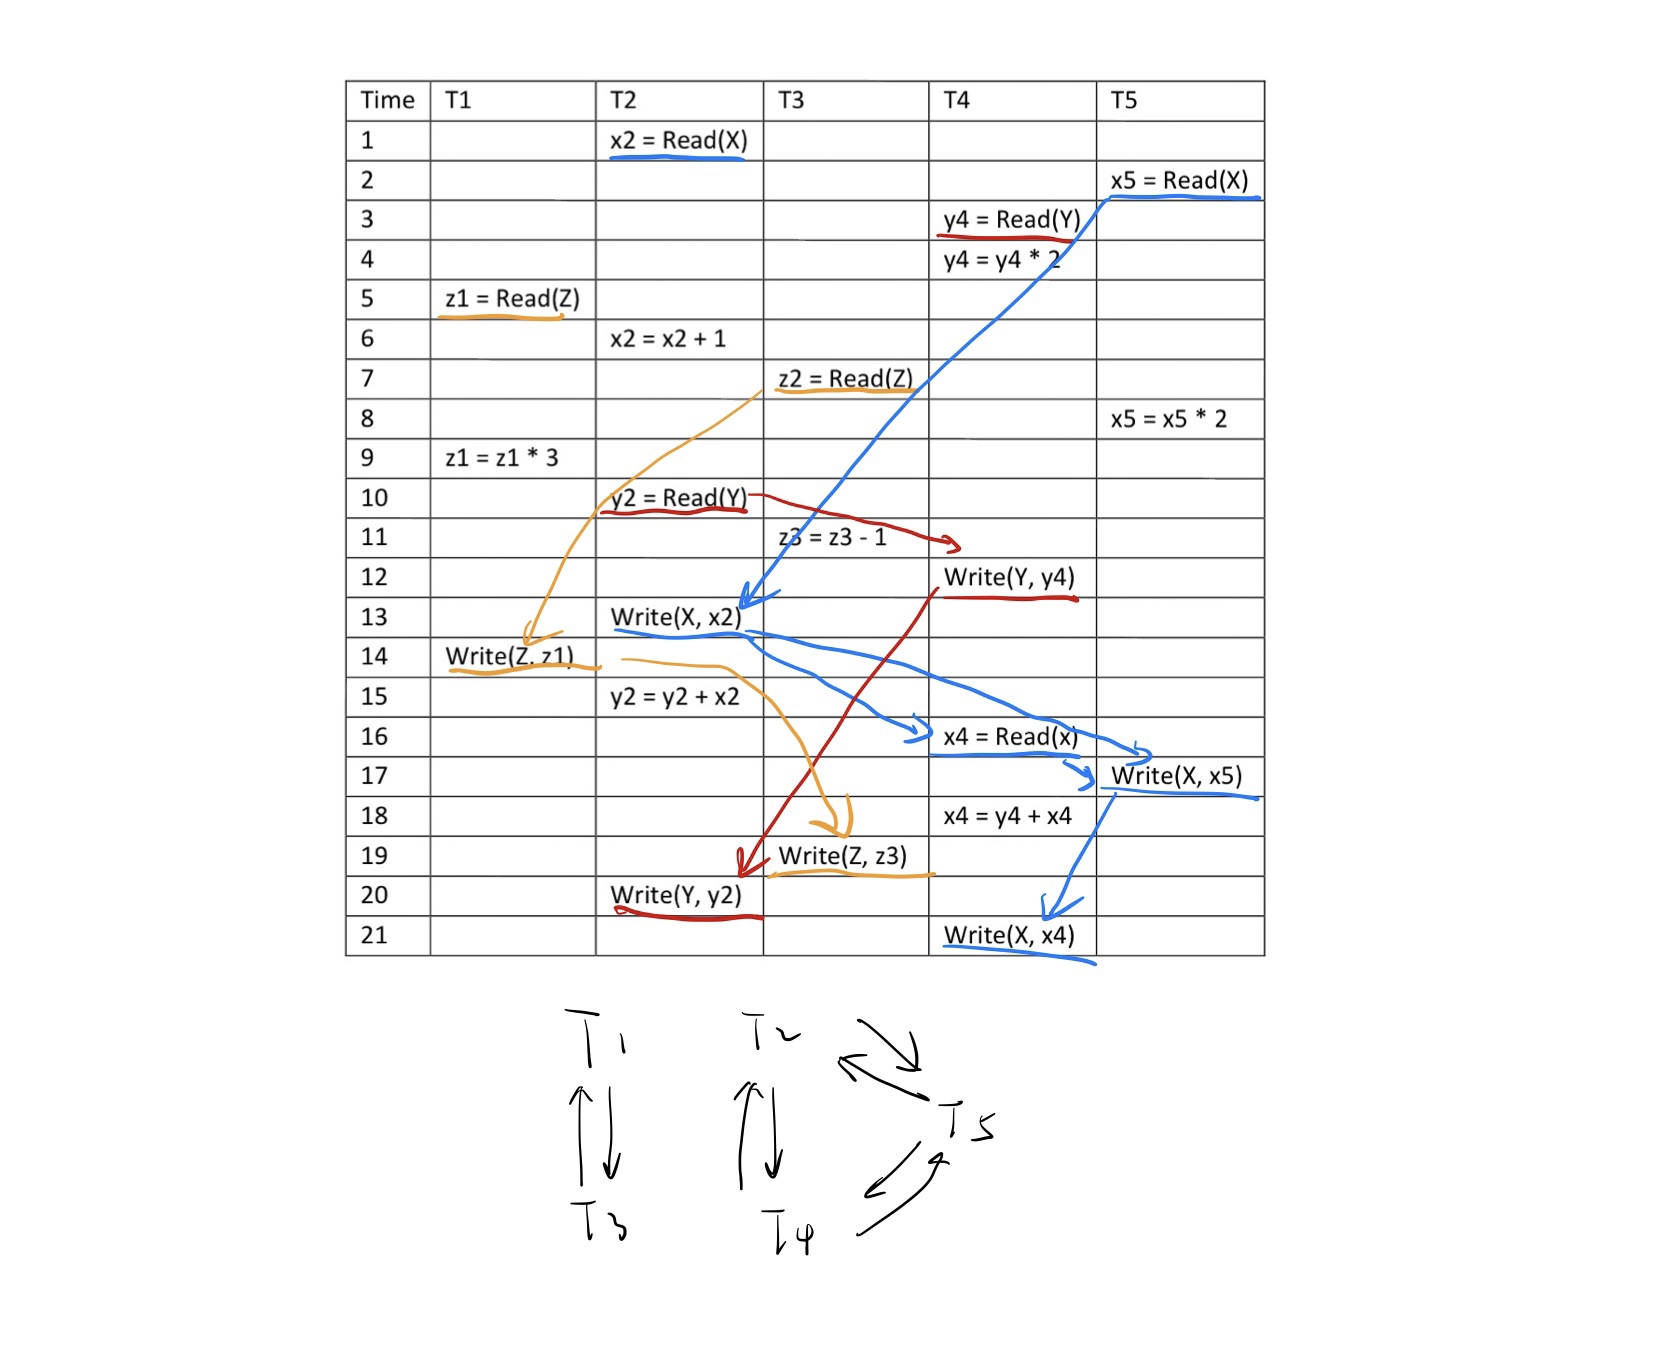 Time T1 T2 T3 T4 T5
1 x2 = Read(X)
2 x5 = Read(X)
3 y4 = Read(Y)
4 y4 = y4 * 2
5 z1 = Read(Z)
6 x2 = x2 + 1
7 z2 = Read(Z)
8 x5 = x5 * 2
9 z1 = z1 * 3
10 y2 = Read(Y)
11 z3 = z3 - 1
12 Write(Y, y4)
13 Write(X, x2)
14 Write(Z, z1)
15 y2 = y2 + x2
16 x4 = Read(x)
17 Write(X, x5)
18 x4 = y4 + x4
19 Write(Z, z3)
20 Write(Y, y2)
21 Write(X, x4)
T1 T2
T5
T3 T4